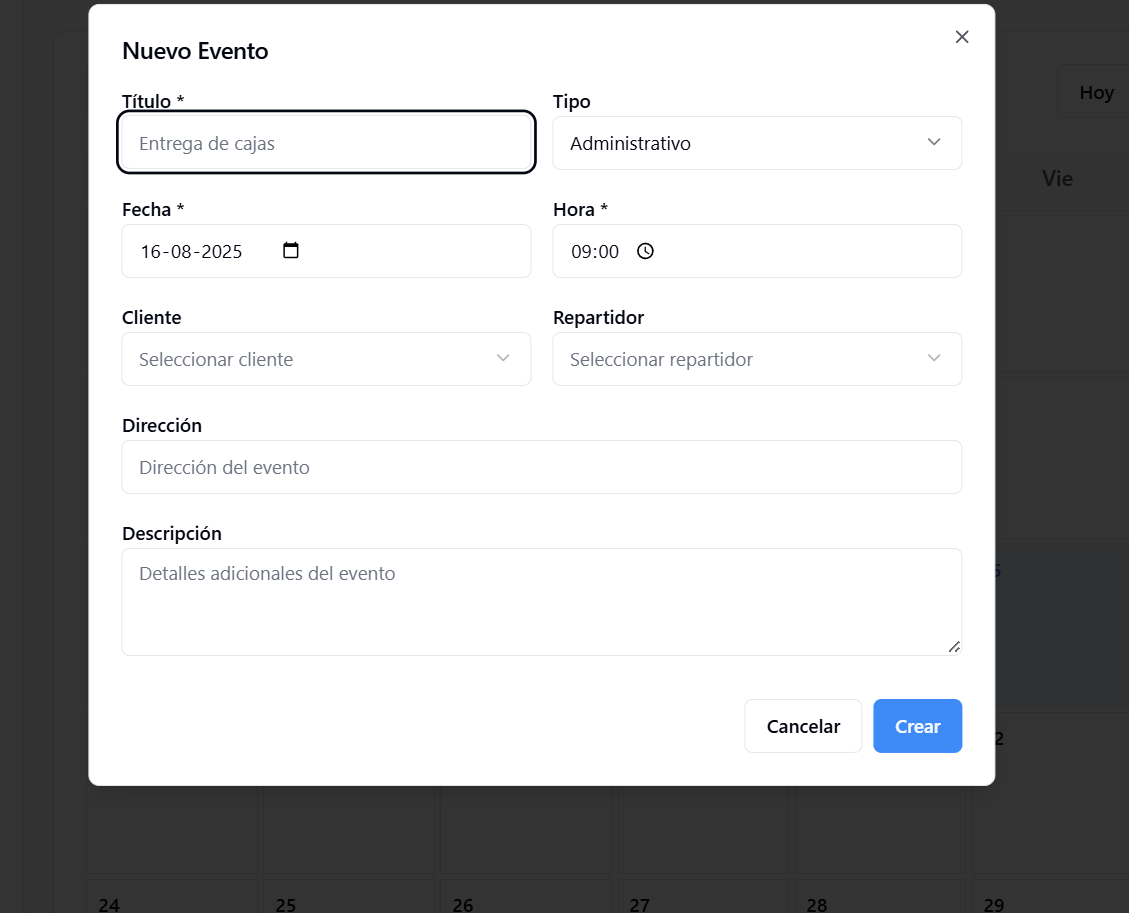 Nuevo Evento
Hoy
Título *
Tipo
Entrega de cajas
Administrativo
Vie
Fecha *
Hora *
16-08-2025
09:00
Cliente
Repartidor
Seleccionar cliente
Seleccionar repartidor
Dirección
Dirección del evento
Descripción
Detalles adicionales del evento
Cancelar
Crear
24
25
26
27
28
29